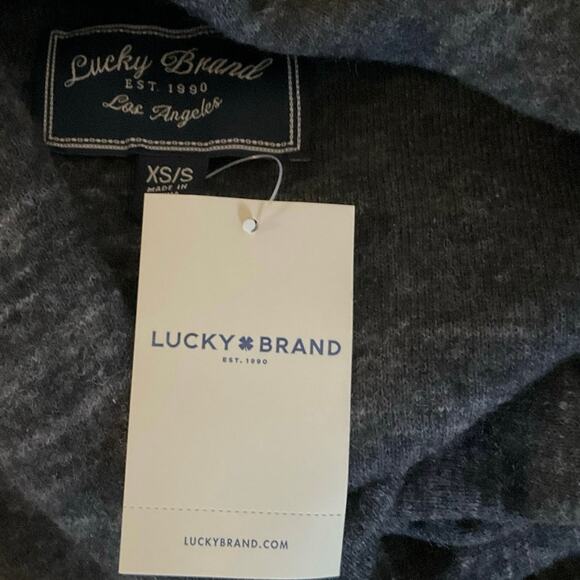 Lucky Brand
EST. 1990
Los Angeles
XS/S
MADE IN
LUCKY BRAND
EST. 1990
LUCKYBRAND.COM